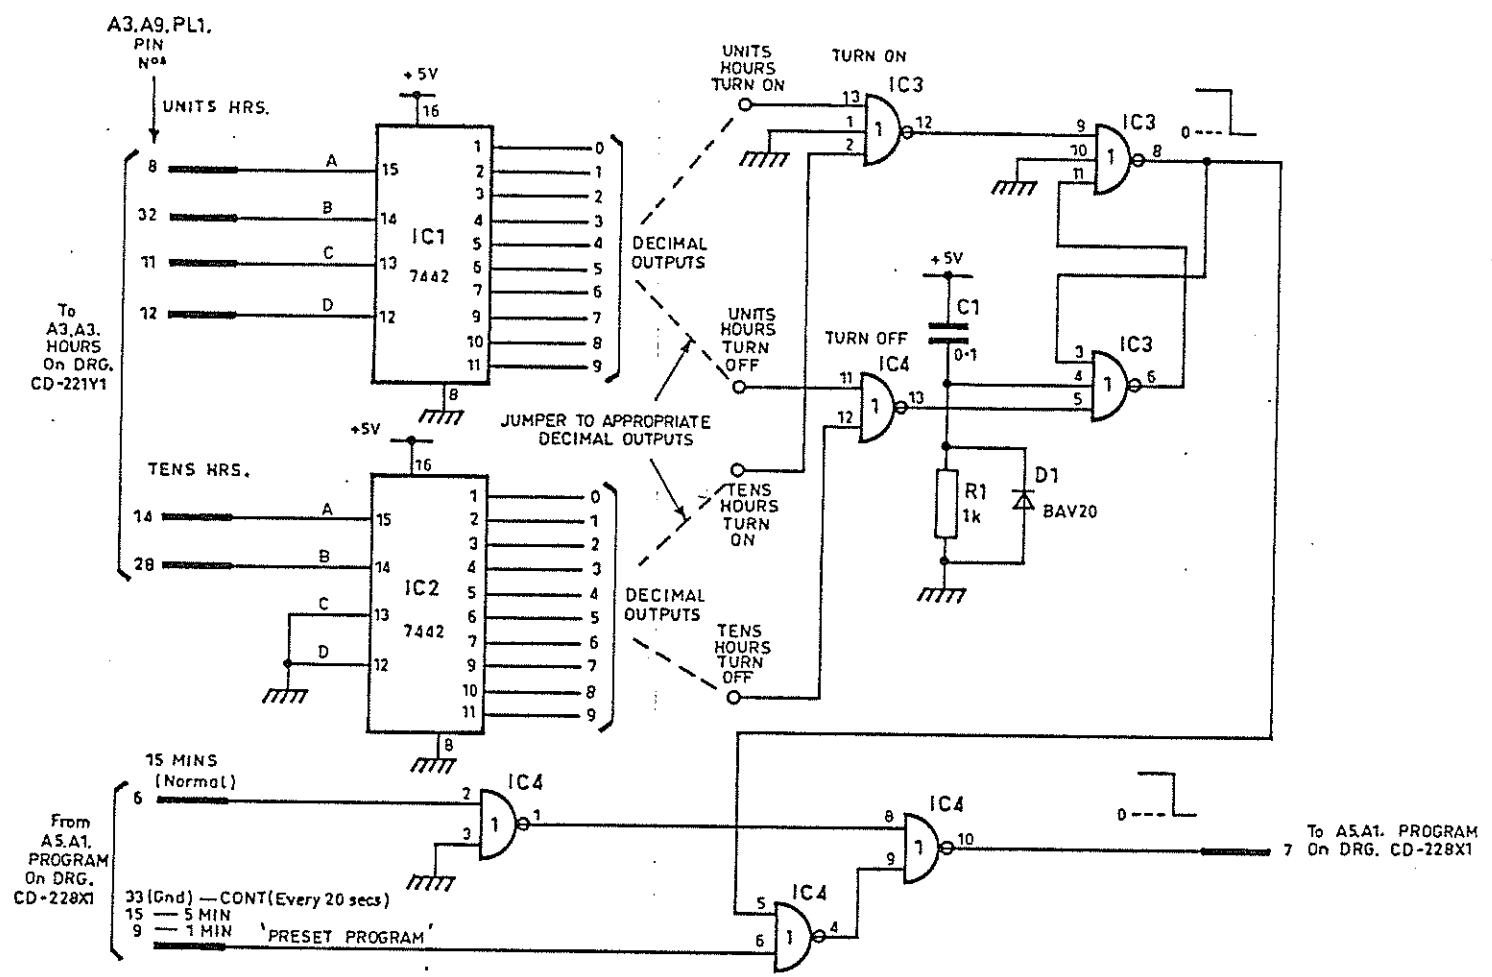 A3.A9.PL1.
PIN
Nos
UNITS HRS.
8
32
11
12
A
B
C
D
To
A3.A3.
HOURS
On DRG.
CD-221Y1
+5V
16
15
14
13
12
IC1
7442
1
2
3
4
5
6
7
9
10
11
8
0
1
2
3
4
5
6
7
8
9
DECIMAL
OUTPUTS
UNITS
HOURS
TURN ON
TURN ON
IC3
13
1
2
1
12
IC3
9
10
11
1
8
0
UNITS
HOURS
TURN
OFF
TURN OFF
IC4
11
12
1
13
+5V
C1
0·1
IC3
3
4
5
1
6
R1
1k
D1
BAV20
JUMPER TO APPROPRIATE
DECIMAL OUTPUTS
TENS HRS.
14
28
A
B
C
D
+5V
16
15
14
13
12
IC2
7442
1
2
3
4
5
6
7
9
10
11
8
0
1
2
3
4
5
6
7
8
9
DECIMAL
OUTPUTS
TENS
HOURS
TURN
ON
TENS
HOURS
TURN
OFF
15 MINS
(Normal)
6
From
A5.A1.
PROGRAM
On DRG.
CD-228X1
33 (Gnd) — CONT (Every 20 secs)
15 — 5 MIN
9 — 1 MIN 'PRESET PROGRAM'
IC4
2
3
1
1
IC4
5
6
1
4
IC4
8
9
1
10
0
7
To A5.A1. PROGRAM
On DRG. CD-228X1